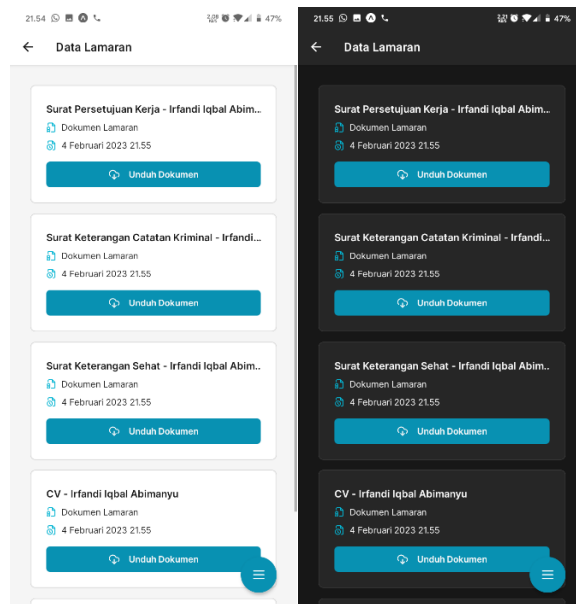 21.54
47%
Data Lamaran
Surat Persetujuan Kerja - Irfandi Iqbal Abim...
Dokumen Lamaran
4 Februari 2023 21.55
Unduh Dokumen
Surat Keterangan Catatan Kriminal - Irfandi...
Dokumen Lamaran
4 Februari 2023 21.55
Unduh Dokumen
Surat Keterangan Sehat - Irfandi Iqbal Abim..
Dokumen Lamaran
4 Februari 2023 21.55
Unduh Dokumen
CV - Irfandi Iqbal Abimanyu
Dokumen Lamaran
4 Februari 2023 21.55
Unduh Dokumen
21.55
47%
Data Lamaran
Surat Persetujuan Kerja - Irfandi Iqbal Abim...
Dokumen Lamaran
4 Februari 2023 21.55
Unduh Dokumen
Surat Keterangan Catatan Kriminal - Irfandi...
Dokumen Lamaran
4 Februari 2023 21.55
Unduh Dokumen
Surat Keterangan Sehat - Irfandi Iqbal Abim..
Dokumen Lamaran
4 Februari 2023 21.55
Unduh Dokumen
CV - Irfandi Iqbal Abimanyu
Dokumen Lamaran
4 Februari 2023 21.55
Unduh Dokumen